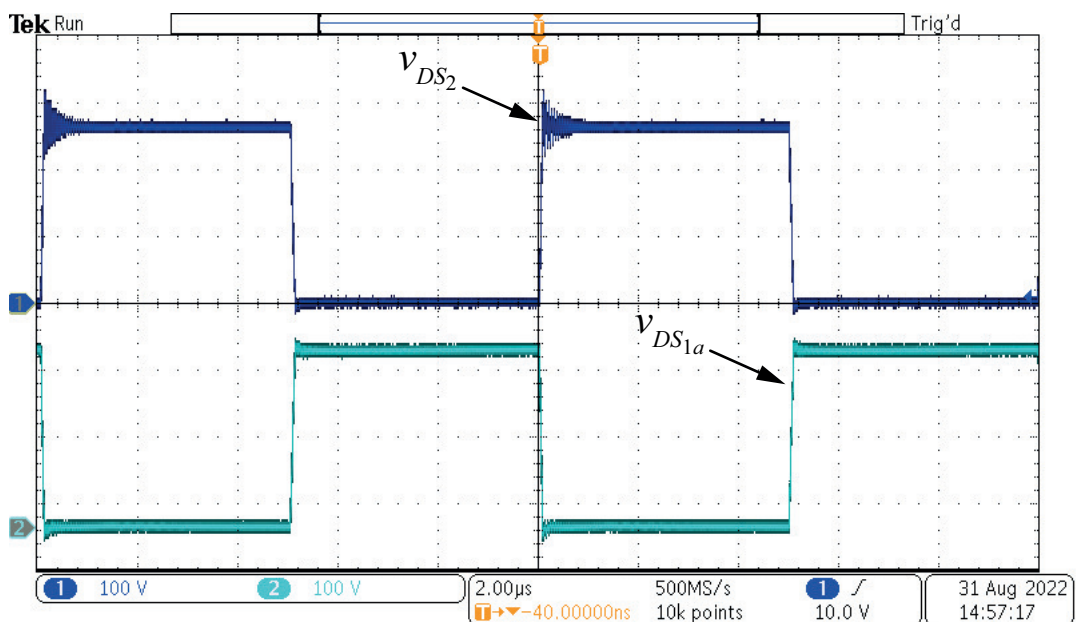 Tek Run Trig'd
T
T
v_DS2
1
v_DS1a
2
1 100 V 2 100 V 2.00µs 500MS/s 1 ∫ 31 Aug 2022
T→▼−40.00000ns 10k points 10.0 V 14:57:17